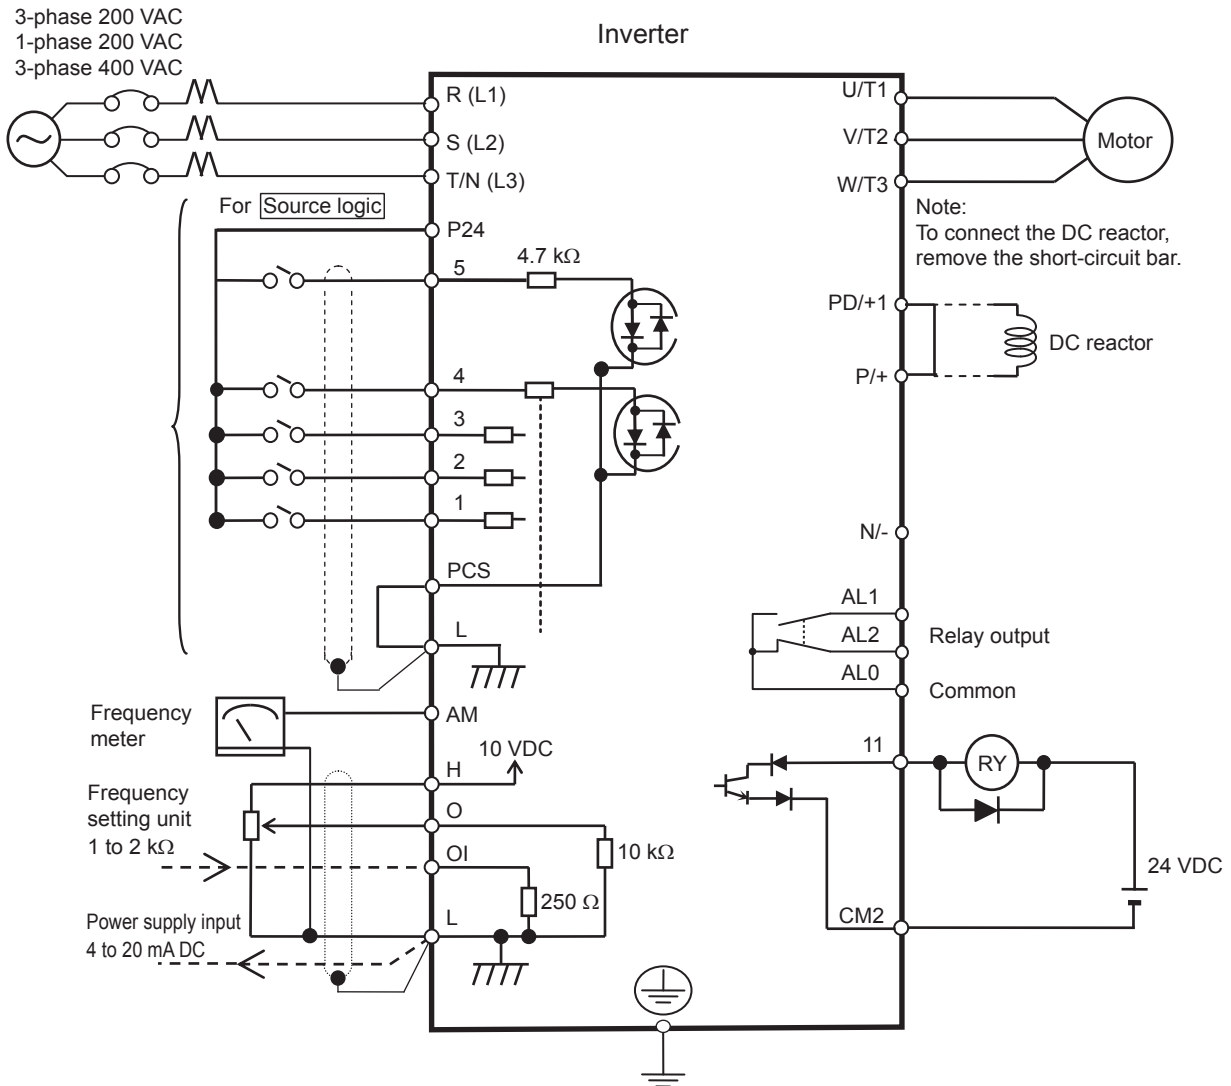 3-phase 200 VAC
1-phase 200 VAC
3-phase 400 VAC
Inverter
R (L1)
S (L2)
T/N (L3)
U/T1
V/T2
W/T3
Motor
For Source logic
P24
Note:
To connect the DC reactor,
remove the short-circuit bar.
5
4.7 kΩ
PD/+1
DC reactor
P/+
4
3
2
1
N/-
PCS
L
AL1
AL2
AL0
Relay output
Common
Frequency
meter
AM
10 VDC
H
11
RY
Frequency
setting unit
1 to 2 kΩ
O
OI
10 kΩ
250 Ω
24 VDC
Power supply input
4 to 20 mA DC
L
CM2